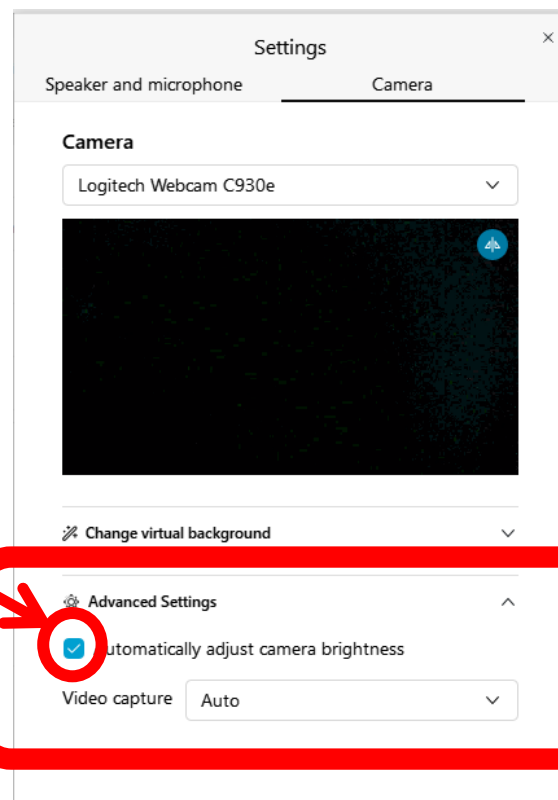 Settings
Speaker and microphone
Camera
Camera
Logitech Webcam C930e
Change virtual background
Advanced Settings
utomatically adjust camera brightness
Video capture
Auto